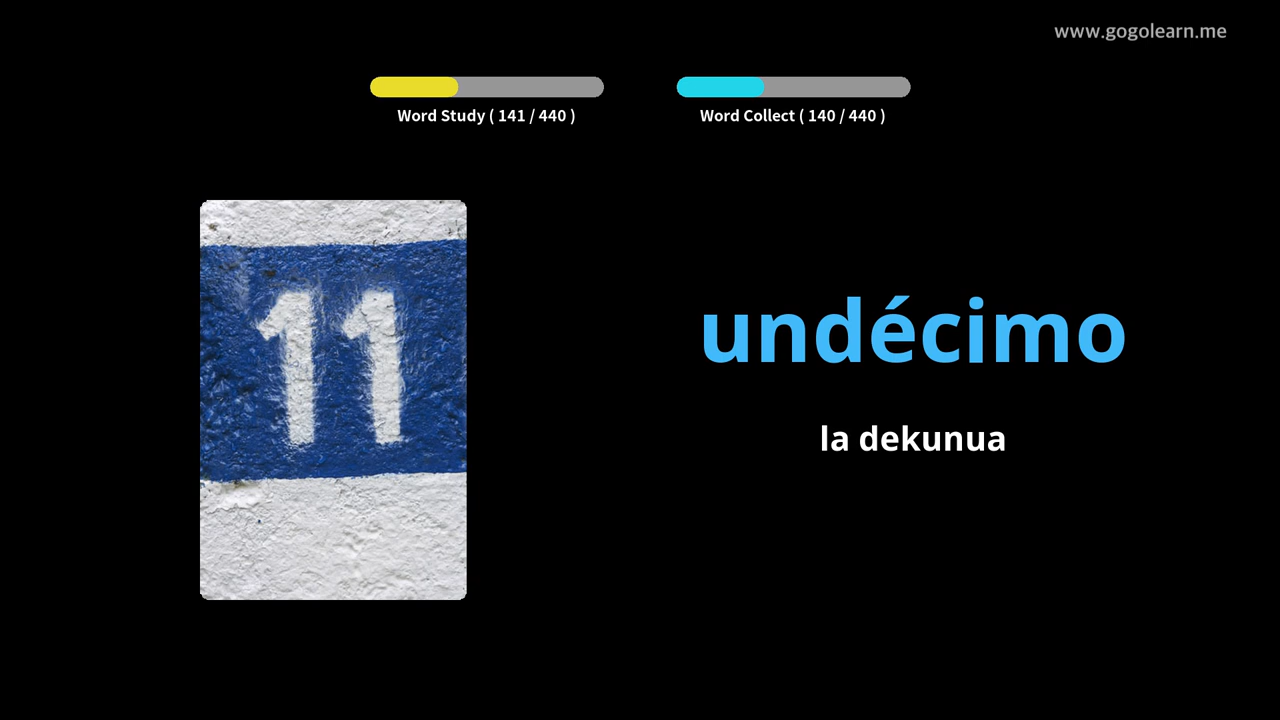 www.gogolearn.me
Word Study ( 141 / 440 )
Word Collect ( 140 / 440 )
11
undécimo
la dekunua